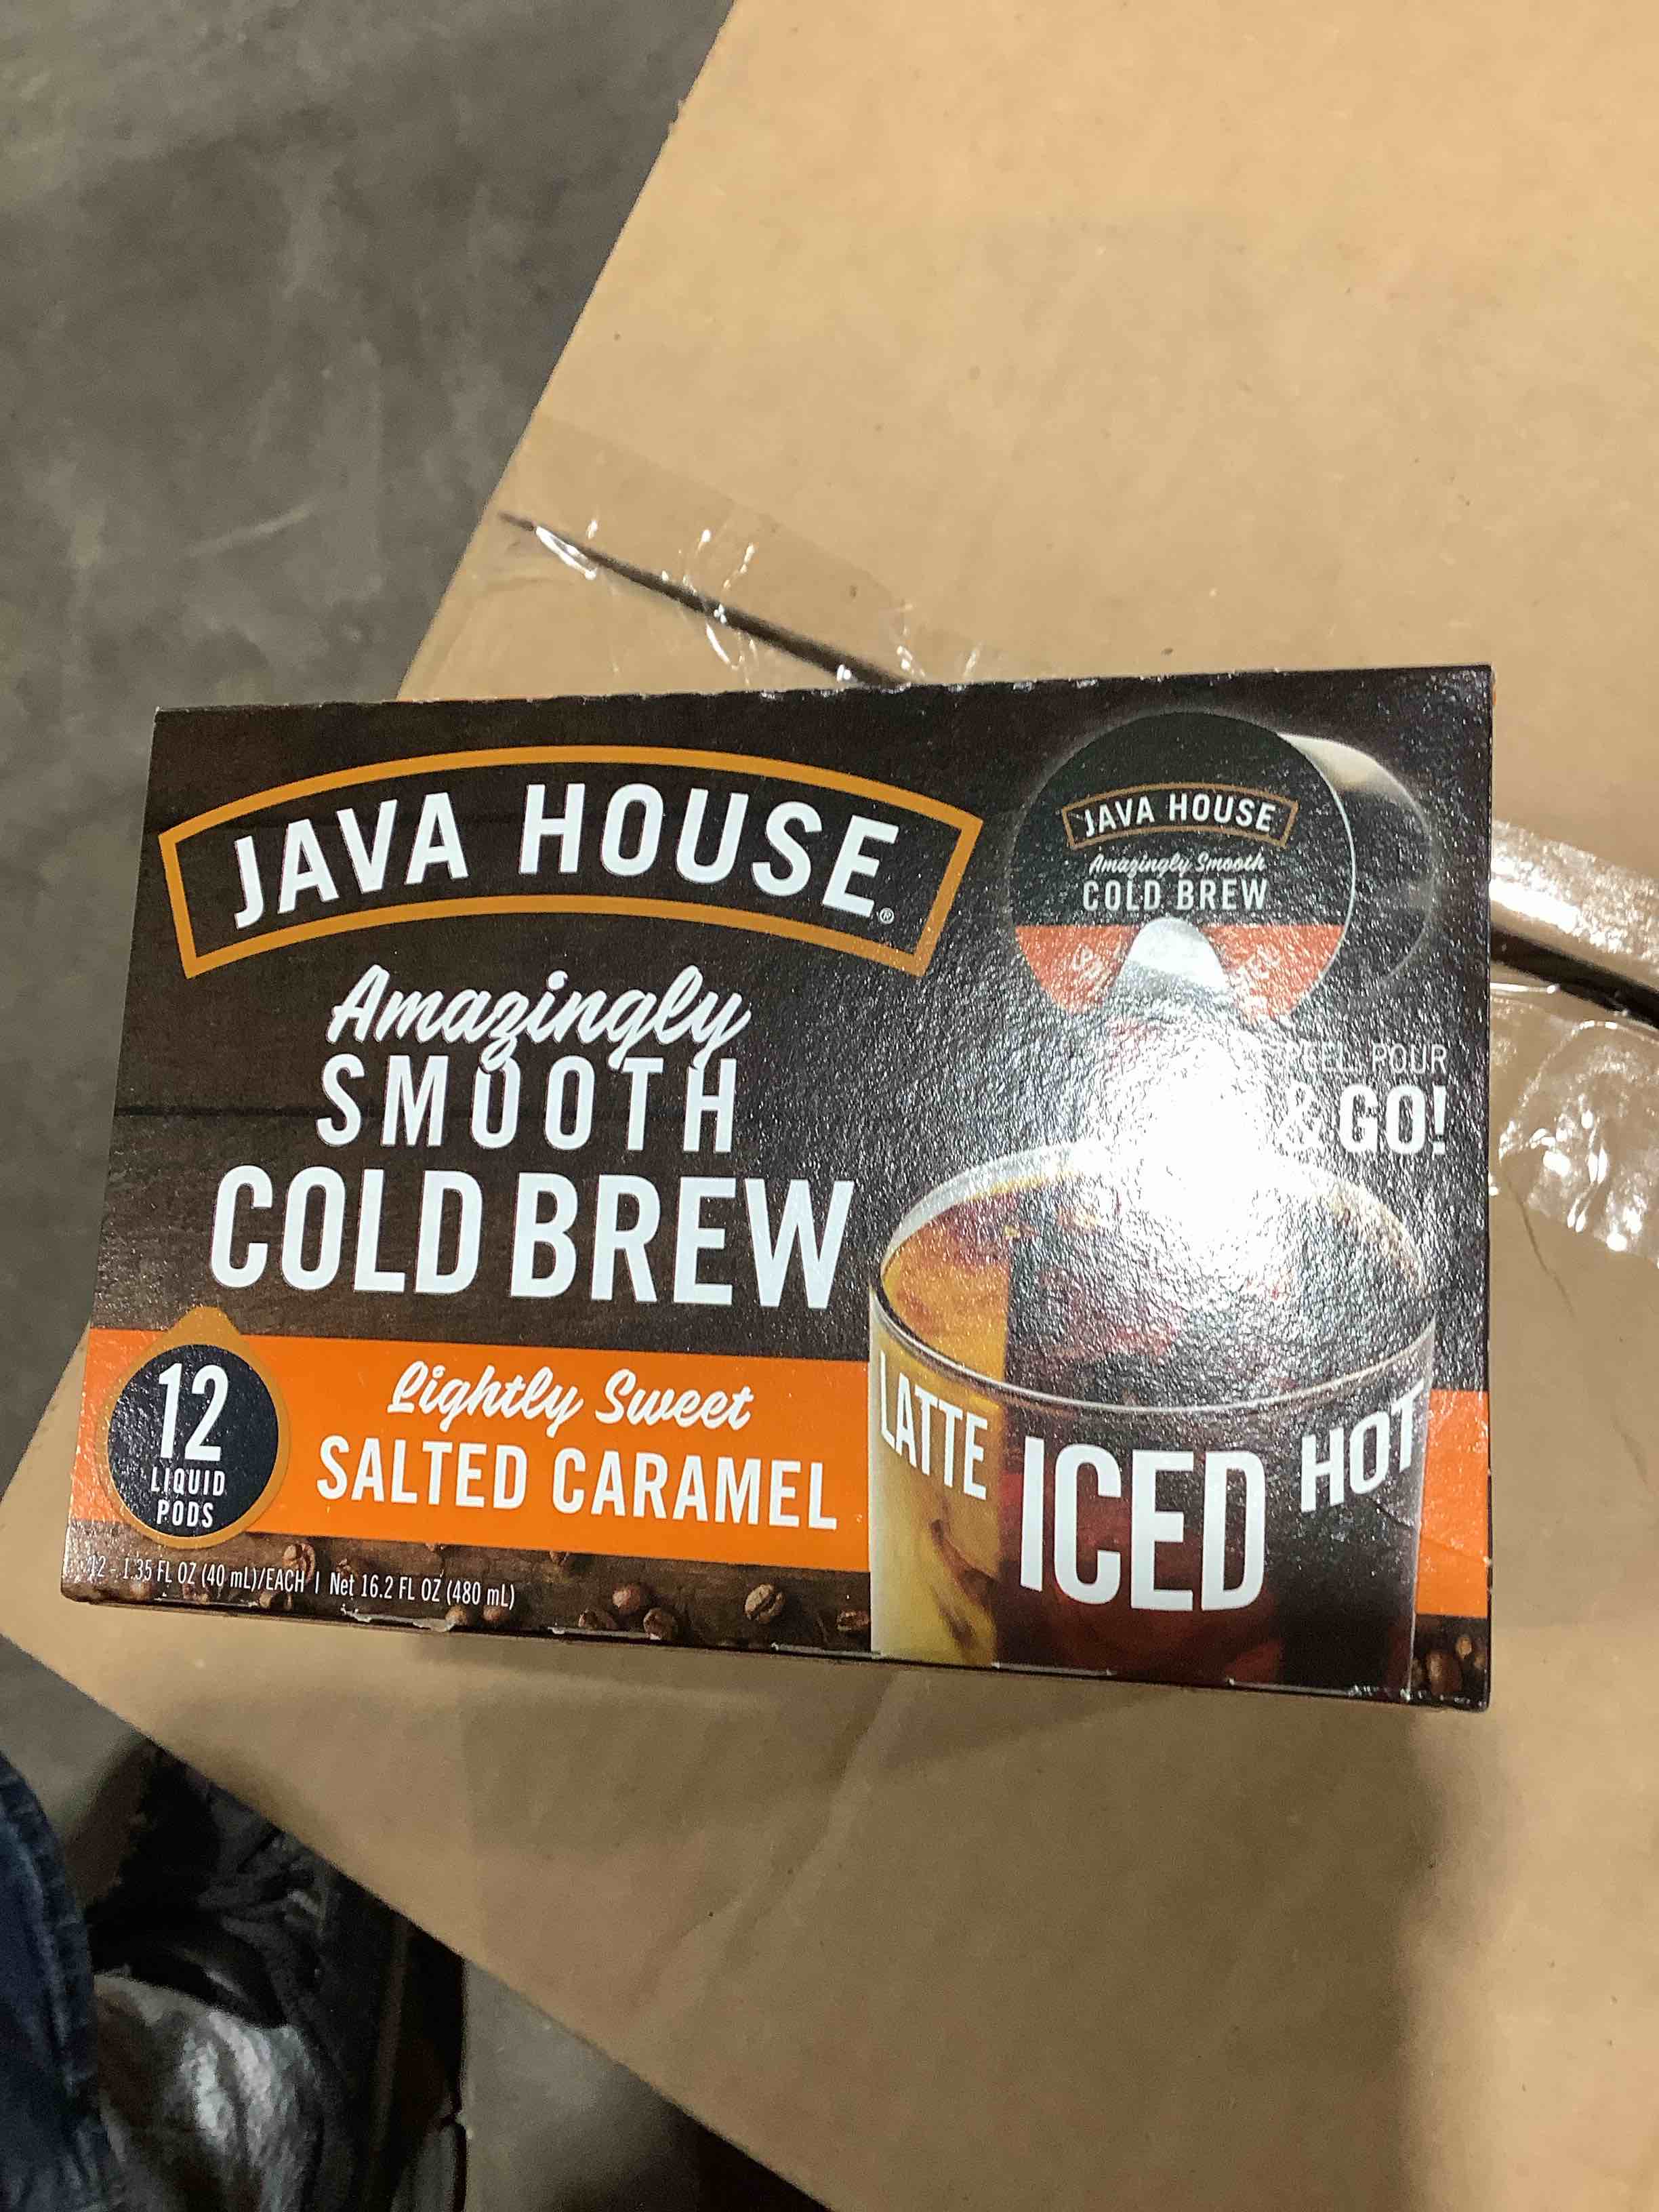 JAVA HOUSE®
Amazingly
SMOOTH
COLD BREW
12
LIQUID
PODS
Lightly Sweet
SALTED CARAMEL
12 - 1.35 FL OZ (40 mL)/EACH | Net 16.2 FL OZ (480 mL)
JAVA HOUSE
Amazingly Smooth
COLD BREW
PEEL, POUR
& GO!
LATTE
ICED
HOT